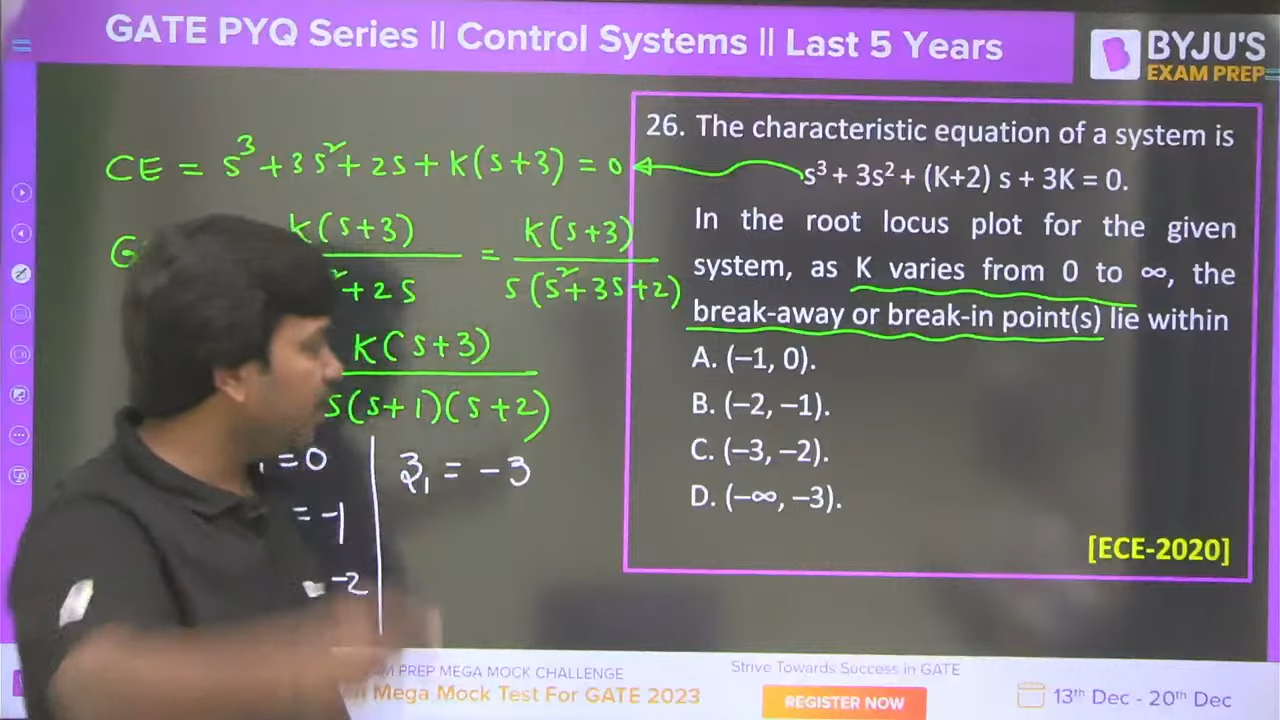 GATE PYQ Series || Control Systems || Last 5 Years
BYJU'S
EXAM PREP
CE = s³ + 3s² + 2s + K(s+3) = 0
G
K(s+3)
² + 2s
= K(s+3)
s(s² + 3s + 2)
K(s+3)
s(s+1)(s+2)
₁ = 0
= -1
= -2
z₁ = -3
26. The characteristic equation of a system is
s³ + 3s² + (K+2) s + 3K = 0.
In the root locus plot for the given
system, as K varies from 0 to ∞, the
break-away or break-in point(s) lie within
A. (–1, 0).
B. (–2, –1).
C. (–3, –2).
D. (–∞, –3).
[ECE-2020]
PREP MEGA MOCK CHALLENGE
Mega Mock Test For GATE 2023
Strive Towards Success in GATE
REGISTER NOW
13th Dec - 20th Dec